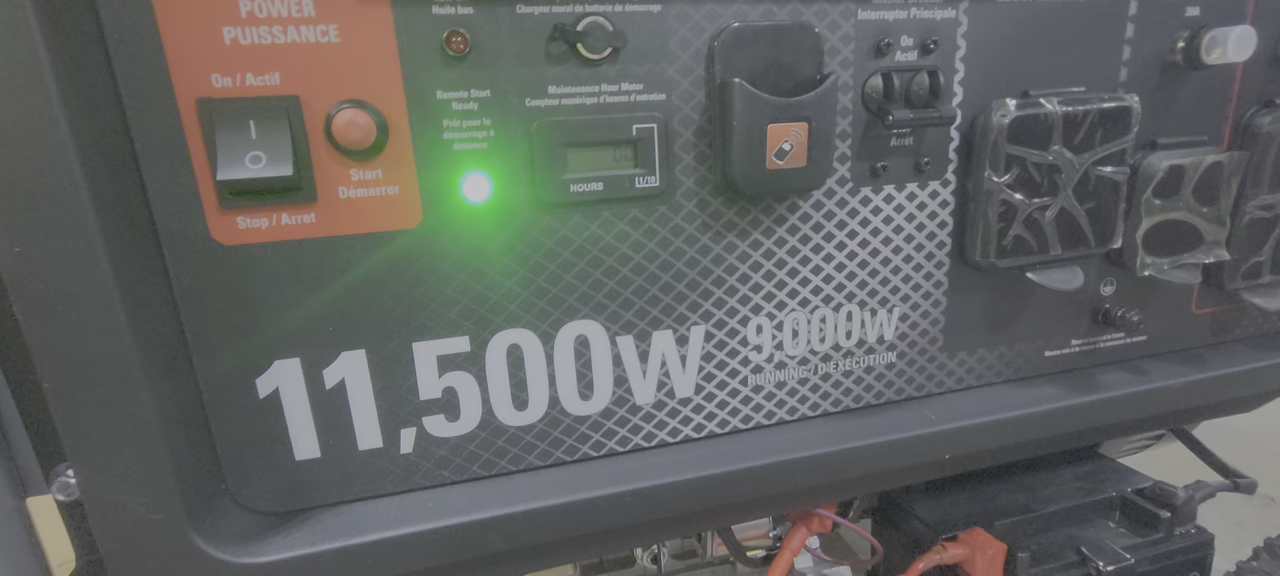 POWER
PUISSANCE
On / Actif
Start
Démarrer
Stop / Arret
Huile bas
Remote Start
Ready
Prêt pour le
démarrage à
distance
Chargeur mural de batterie de démarrage
Maintenance Hour Meter
Compteur numérique d'heures d'entretien
HOURS
1/10
Interruptor Principale
On
Actif
Arrêt
30A
11,500W
9,000W
RUNNING / D'EXÉCUTION